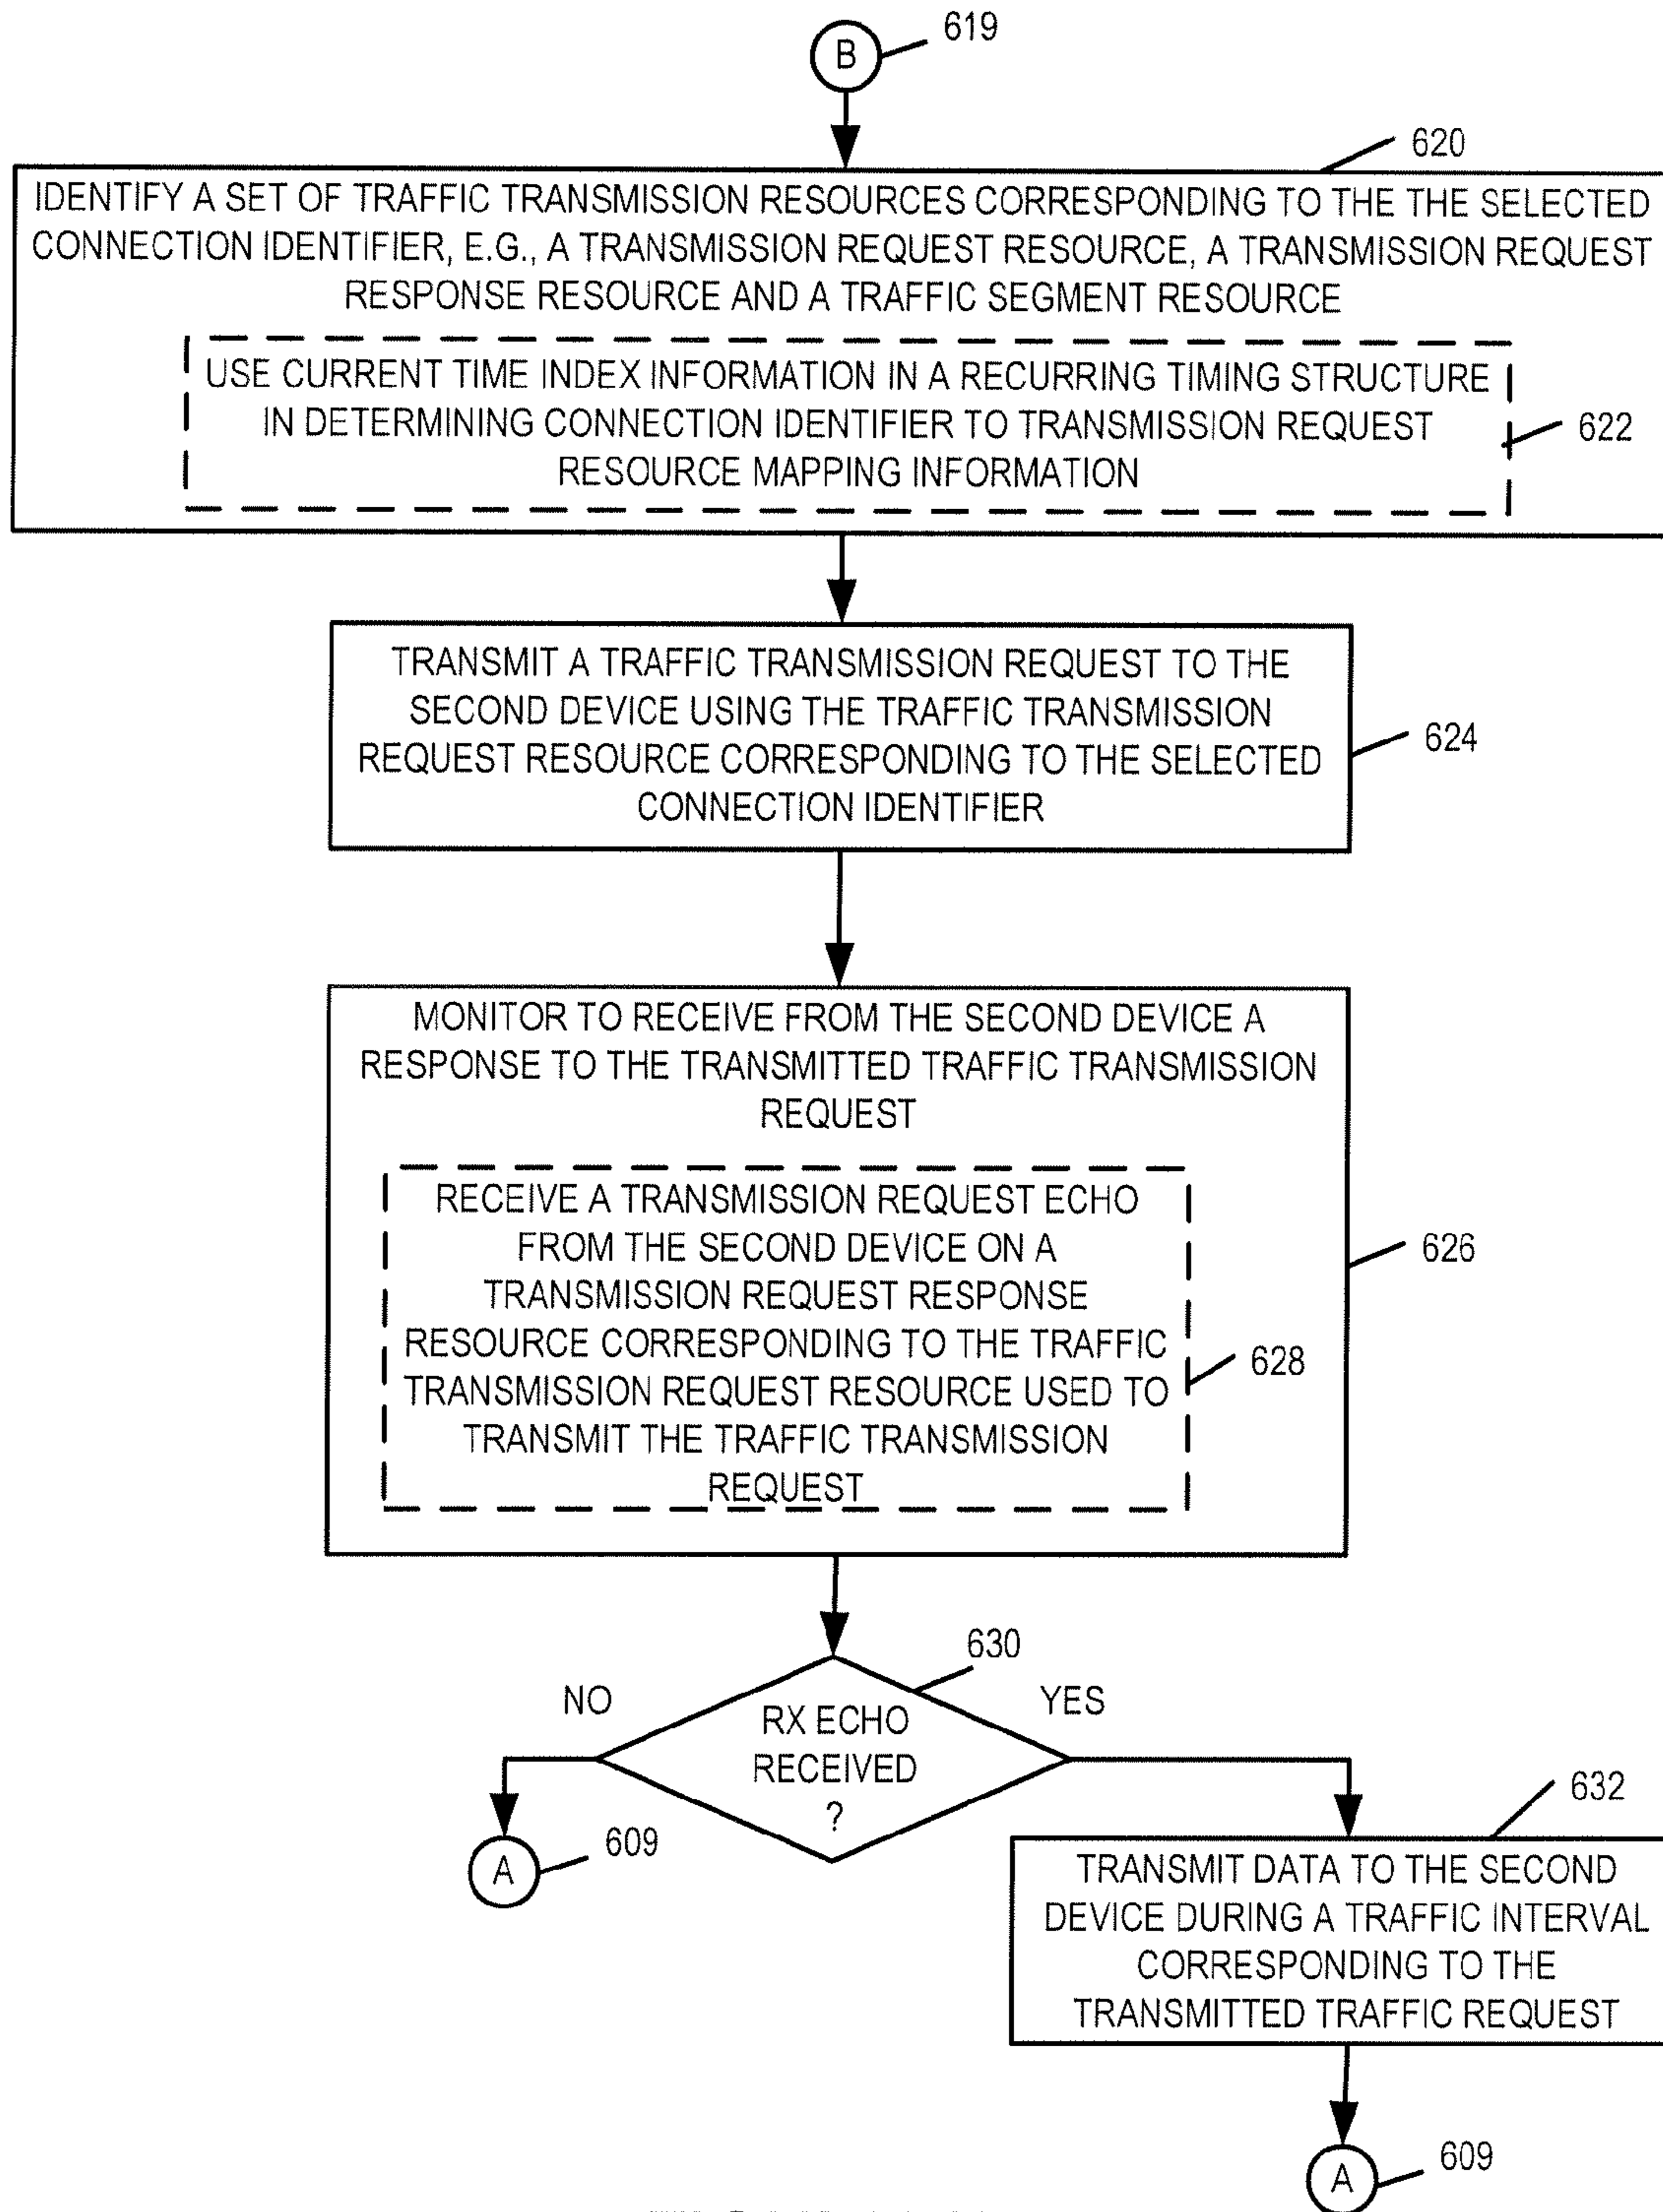 B
619
620
IDENTIFY A SET OF TRAFFIC TRANSMISSION RESOURCES CORRESPONDING TO THE THE SELECTED
CONNECTION IDENTIFIER, E.G., A TRANSMISSION REQUEST RESOURCE, A TRANSMISSION REQUEST
RESPONSE RESOURCE AND A TRAFFIC SEGMENT RESOURCE
USE CURRENT TIME INDEX INFORMATION IN A RECURRING TIMING STRUCTURE
IN DETERMINING CONNECTION IDENTIFIER TO TRANSMISSION REQUEST
RESOURCE MAPPING INFORMATION
622
TRANSMIT A TRAFFIC TRANSMISSION REQUEST TO THE
SECOND DEVICE USING THE TRAFFIC TRANSMISSION
REQUEST RESOURCE CORRESPONDING TO THE SELECTED
CONNECTION IDENTIFIER
624
MONITOR TO RECEIVE FROM THE SECOND DEVICE A
RESPONSE TO THE TRANSMITTED TRAFFIC TRANSMISSION
REQUEST
RECEIVE A TRANSMISSION REQUEST ECHO
FROM THE SECOND DEVICE ON A
TRANSMISSION REQUEST RESPONSE
RESOURCE CORRESPONDING TO THE TRAFFIC
TRANSMISSION REQUEST RESOURCE USED TO
TRANSMIT THE TRAFFIC TRANSMISSION
REQUEST
628
626
630
NO
YES
RX ECHO
RECEIVED
?
A
609
632
TRANSMIT DATA TO THE SECOND
DEVICE DURING A TRAFFIC INTERVAL
CORRESPONDING TO THE
TRANSMITTED TRAFFIC REQUEST
A
609